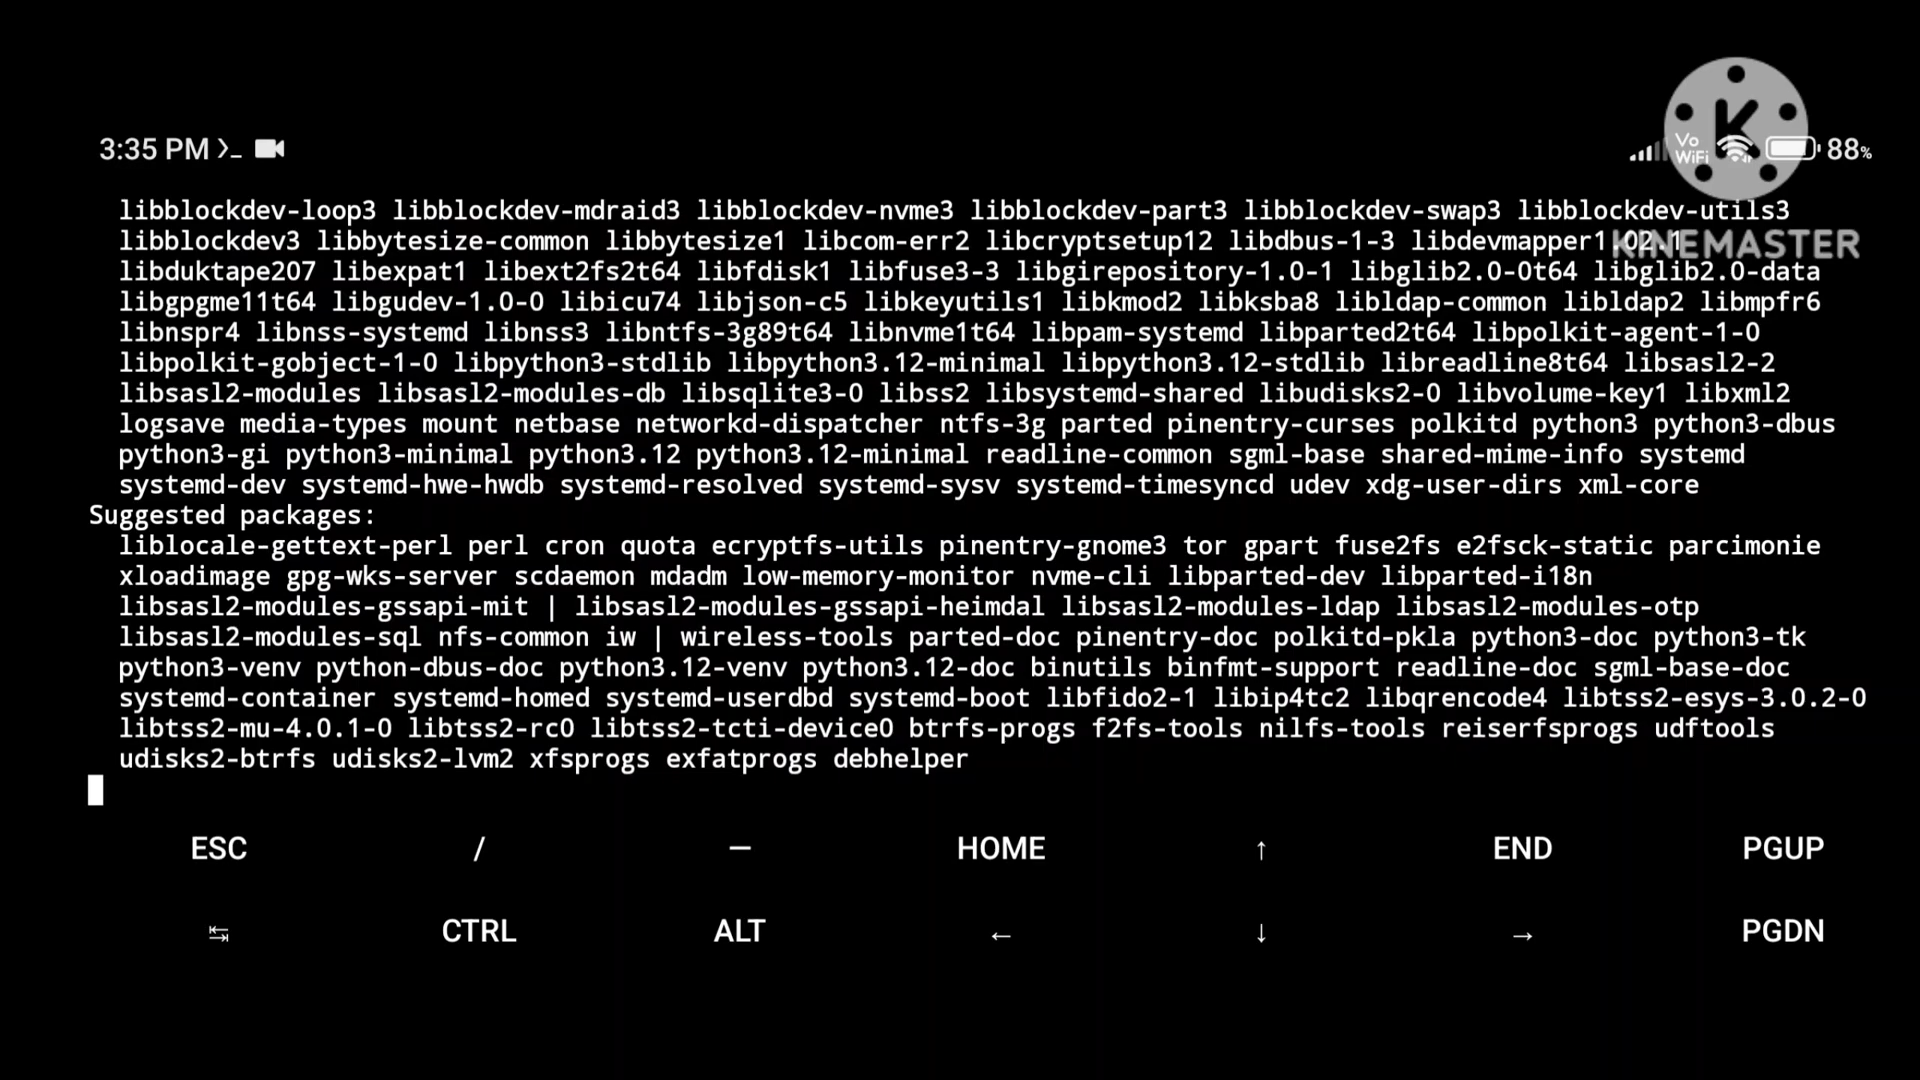 3:35 PM
Vo WiFi
88%
KINEMASTER
libblockdev-loop3 libblockdev-mdraid3 libblockdev-nvme3 libblockdev-part3 libblockdev-swap3 libblockdev-utils3
libblockdev3 libbytesize-common libbytesize1 libcom-err2 libcryptsetup12 libdbus-1-3 libdevmapper1.02.1
libduktape207 libexpat1 libext2fs2t64 libfdisk1 libfuse3-3 libgirepository-1.0-1 libglib2.0-0t64 libglib2.0-data
libgpgme11t64 libgudev-1.0-0 libicu74 libjson-c5 libkeyutils1 libkmod2 libksba8 libldap-common libldap2 libmpfr6
libnspr4 libnss-systemd libnss3 libntfs-3g89t64 libnvme1t64 libpam-systemd libparted2t64 libpolkit-agent-1-0
libpolkit-gobject-1-0 libpython3-stdlib libpython3.12-minimal libpython3.12-stdlib libreadline8t64 libsasl2-2
libsasl2-modules libsasl2-modules-db libsqlite3-0 libss2 libsystemd-shared libudisks2-0 libvolume-key1 libxml2
logsave media-types mount netbase networkd-dispatcher ntfs-3g parted pinentry-curses polkitd python3 python3-dbus
python3-gi python3-minimal python3.12 python3.12-minimal readline-common sgml-base shared-mime-info systemd
systemd-dev systemd-hwe-hwdb systemd-resolved systemd-sysv systemd-timesyncd udev xdg-user-dirs xml-core
Suggested packages:
liblocale-gettext-perl perl cron quota ecryptfs-utils pinentry-gnome3 tor gpart fuse2fs e2fsck-static parcimonie
xloadimage gpg-wks-server scdaemon mdadm low-memory-monitor nvme-cli libparted-dev libparted-i18n
libsasl2-modules-gssapi-mit | libsasl2-modules-gssapi-heimdal libsasl2-modules-ldap libsasl2-modules-otp
libsasl2-modules-sql nfs-common iw | wireless-tools parted-doc pinentry-doc polkitd-pkla python3-doc python3-tk
python3-venv python-dbus-doc python3.12-venv python3.12-doc binutils binfmt-support readline-doc sgml-base-doc
systemd-container systemd-homed systemd-userdbd systemd-boot libfido2-1 libip4tc2 libqrencode4 libtss2-esys-3.0.2-0
libtss2-mu-4.0.1-0 libtss2-rc0 libtss2-tcti-device0 btrfs-progs f2fs-tools nilfs-tools reiserfsprogs udftools
udisks2-btrfs udisks2-lvm2 xfsprogs exfatprogs debhelper
ESC / — HOME ↑ END PGUP
↹ CTRL ALT ← ↓ → PGDN